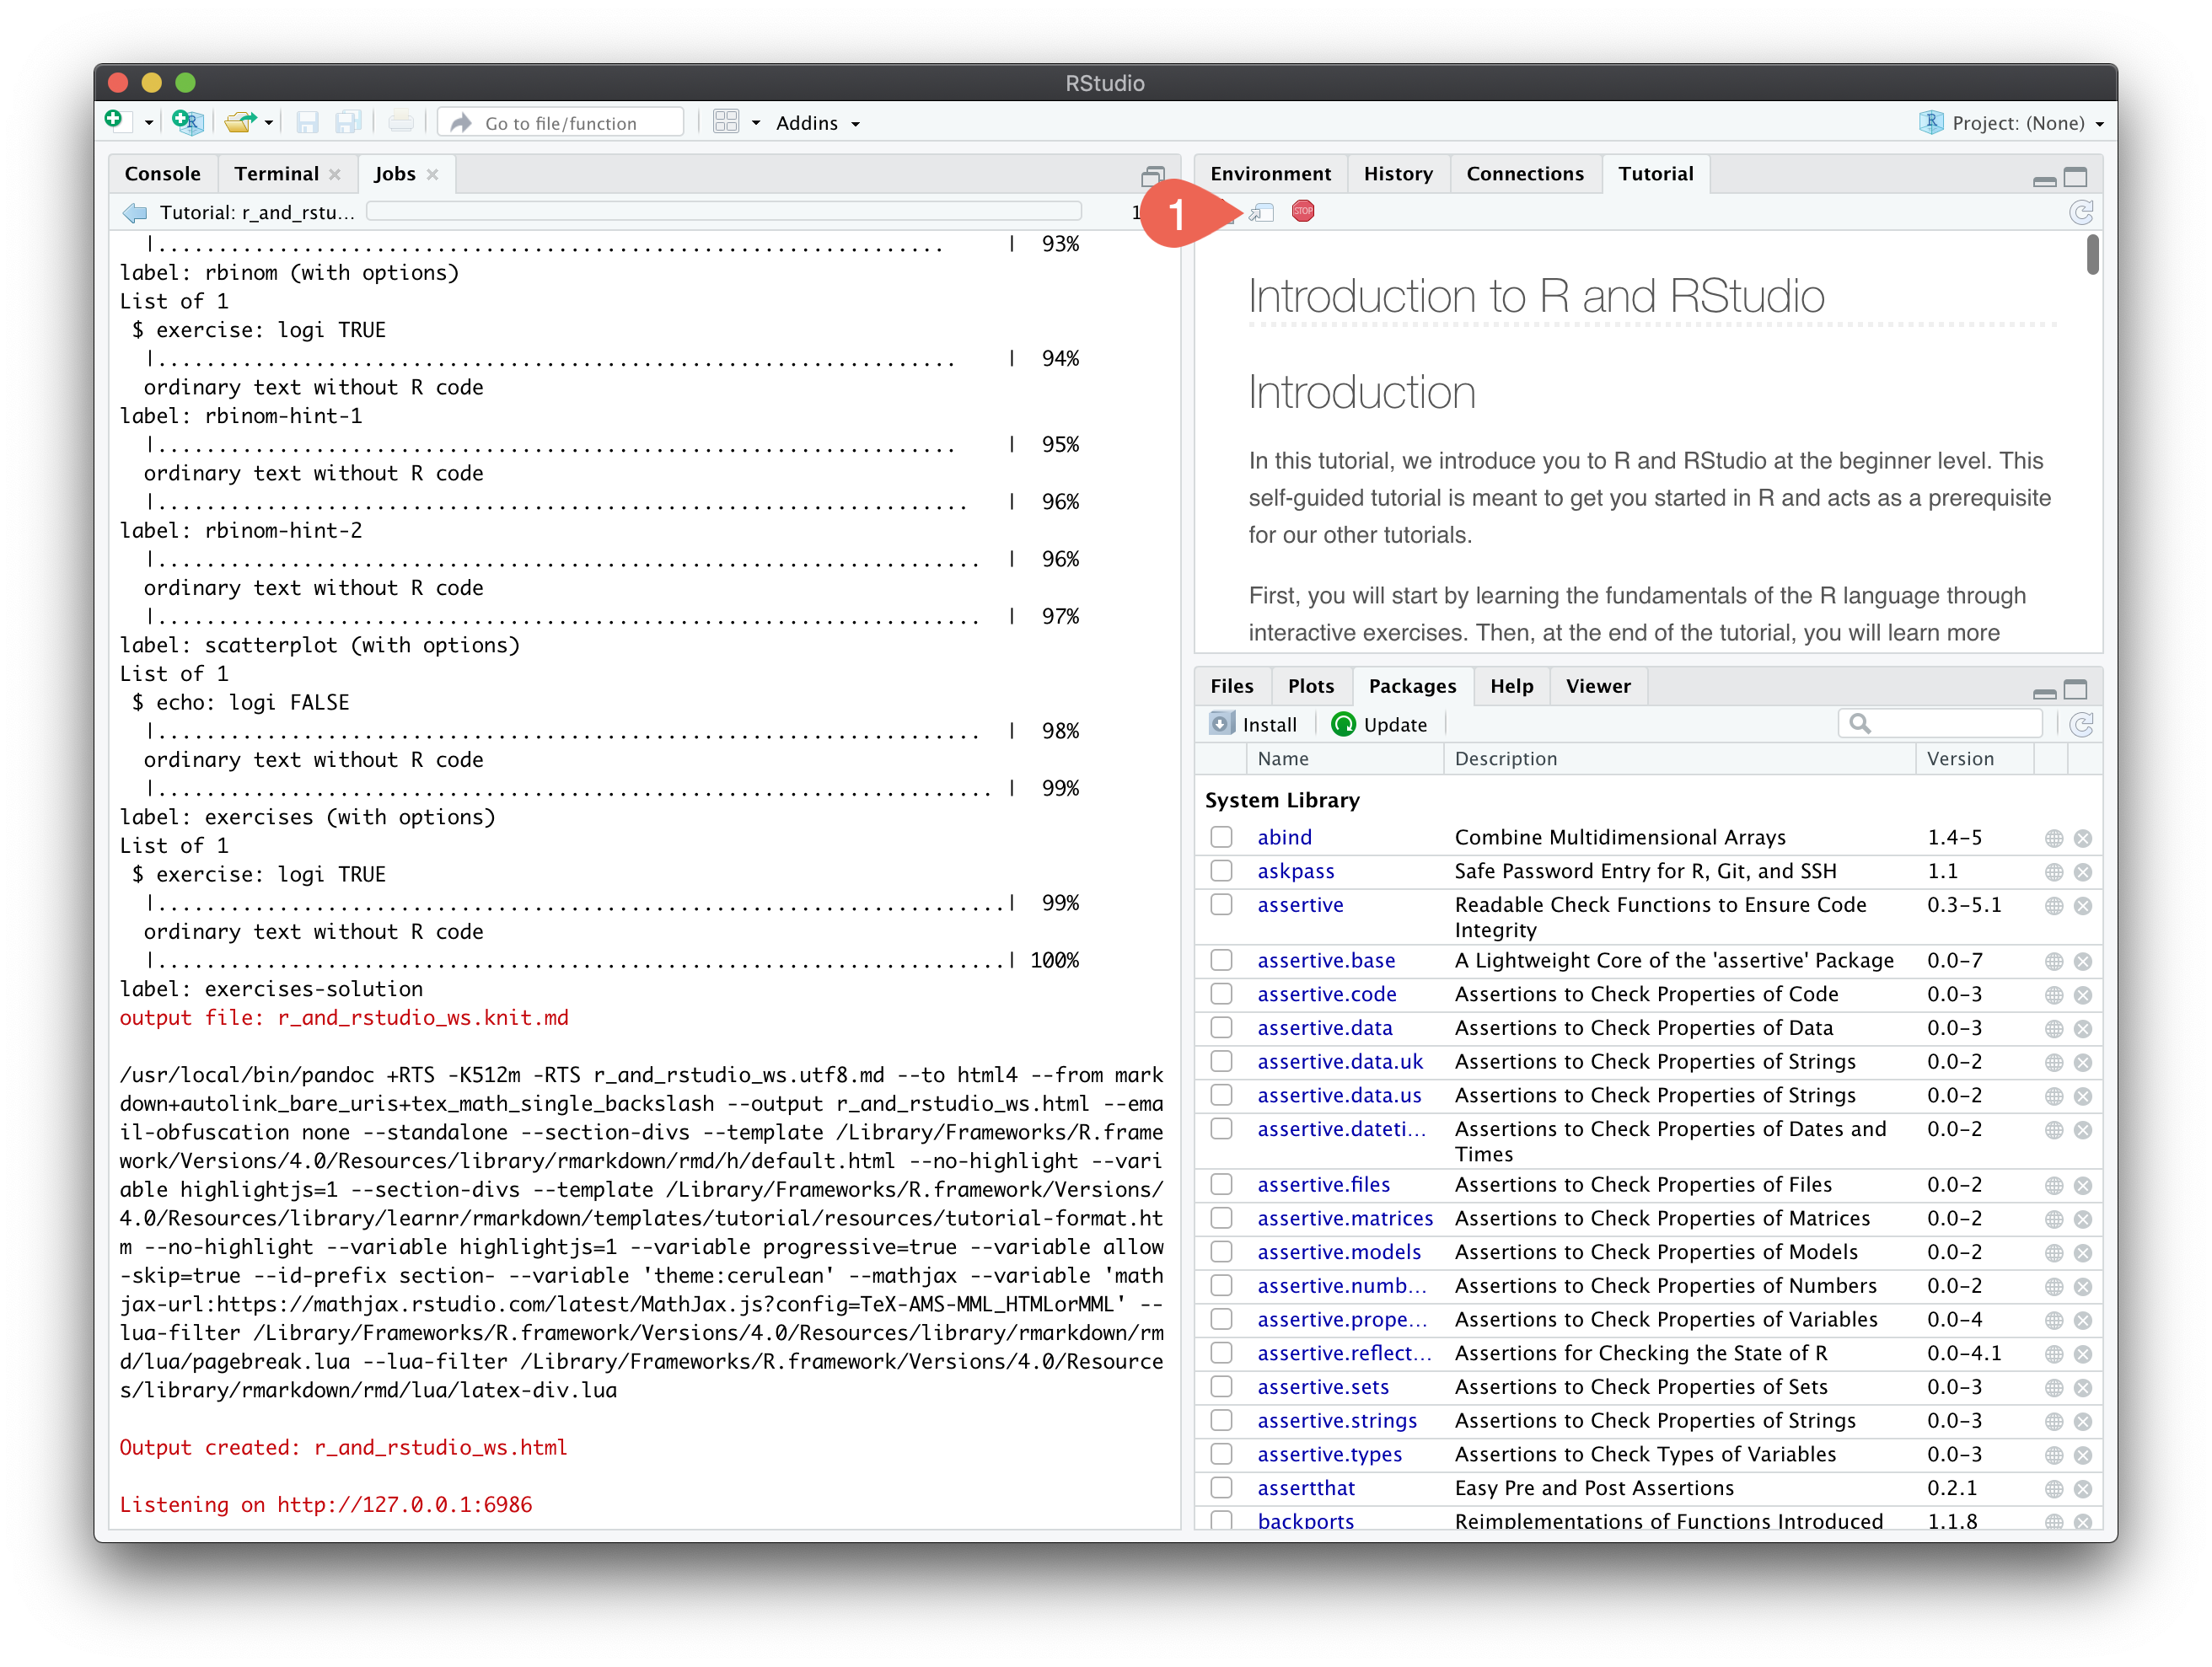 RStudio
Go to file/function
Addins
Project: (None)
Console Terminal Jobs
Tutorial: r_and_rstu... 1
|................................................................. | 93%
label: rbinom (with options)
List of 1
$ exercise: logi TRUE
|.................................................................. | 94%
ordinary text without R code
label: rbinom-hint-1
|.................................................................. | 95%
ordinary text without R code
|................................................................... | 96%
label: rbinom-hint-2
|.................................................................... | 96%
ordinary text without R code
|.................................................................... | 97%
label: scatterplot (with options)
List of 1
$ echo: logi FALSE
|.................................................................... | 98%
ordinary text without R code
|..................................................................... | 99%
label: exercises (with options)
List of 1
$ exercise: logi TRUE
|......................................................................| 99%
ordinary text without R code
|......................................................................| 100%
label: exercises-solution
output file: r_and_rstudio_ws.knit.md
/usr/local/bin/pandoc +RTS -K512m -RTS r_and_rstudio_ws.utf8.md --to html4 --from mark
down+autolink_bare_uris+tex_math_single_backslash --output r_and_rstudio_ws.html --ema
il-obfuscation none --standalone --section-divs --template /Library/Frameworks/R.frame
work/Versions/4.0/Resources/library/rmarkdown/rmd/h/default.html --no-highlight --vari
able highlightjs=1 --section-divs --template /Library/Frameworks/R.framework/Versions/
4.0/Resources/library/learnr/rmarkdown/templates/tutorial/resources/tutorial-format.ht
m --no-highlight --variable highlightjs=1 --variable progressive=true --variable allow
-skip=true --id-prefix section- --variable 'theme:cerulean' --mathjax --variable 'math
jax-url:https://mathjax.rstudio.com/latest/MathJax.js?config=TeX-AMS-MML_HTMLorMML' --
lua-filter /Library/Frameworks/R.framework/Versions/4.0/Resources/library/rmarkdown/rm
d/lua/pagebreak.lua --lua-filter /Library/Frameworks/R.framework/Versions/4.0/Resource
s/library/rmarkdown/rmd/lua/latex-div.lua
Output created: r_and_rstudio_ws.html
Listening on http://127.0.0.1:6986
Environment History Connections Tutorial
1 STOP
Introduction to R and RStudio
Introduction
In this tutorial, we introduce you to R and RStudio at the beginner level. This
self-guided tutorial is meant to get you started in R and acts as a prerequisite
for our other tutorials.
First, you will start by learning the fundamentals of the R language through
interactive exercises. Then, at the end of the tutorial, you will learn more
Files Plots Packages Help Viewer
Install Update
Name Description Version
System Library
abind Combine Multidimensional Arrays 1.4-5
askpass Safe Password Entry for R, Git, and SSH 1.1
assertive Readable Check Functions to Ensure Code 0.3-5.1
Integrity
assertive.base A Lightweight Core of the 'assertive' Package 0.0-7
assertive.code Assertions to Check Properties of Code 0.0-3
assertive.data Assertions to Check Properties of Data 0.0-3
assertive.data.uk Assertions to Check Properties of Strings 0.0-2
assertive.data.us Assertions to Check Properties of Strings 0.0-2
assertive.dateti... Assertions to Check Properties of Dates and 0.0-2
Times
assertive.files Assertions to Check Properties of Files 0.0-2
assertive.matrices Assertions to Check Properties of Matrices 0.0-2
assertive.models Assertions to Check Properties of Models 0.0-2
assertive.numb... Assertions to Check Properties of Numbers 0.0-2
assertive.prope... Assertions to Check Properties of Variables 0.0-4
assertive.reflect... Assertions for Checking the State of R 0.0-4.1
assertive.sets Assertions to Check Properties of Sets 0.0-3
assertive.strings Assertions to Check Properties of Strings 0.0-3
assertive.types Assertions to Check Types of Variables 0.0-3
assertthat Easy Pre and Post Assertions 0.2.1
backports Reimplementations of Functions Introduced 1.1.8